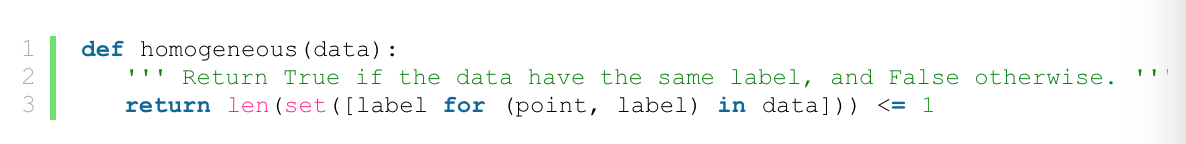 1 def homogeneous(data):
2 ''' Return True if the data have the same label, and False otherwise. '''
3 return len(set([label for (point, label) in data])) <= 1